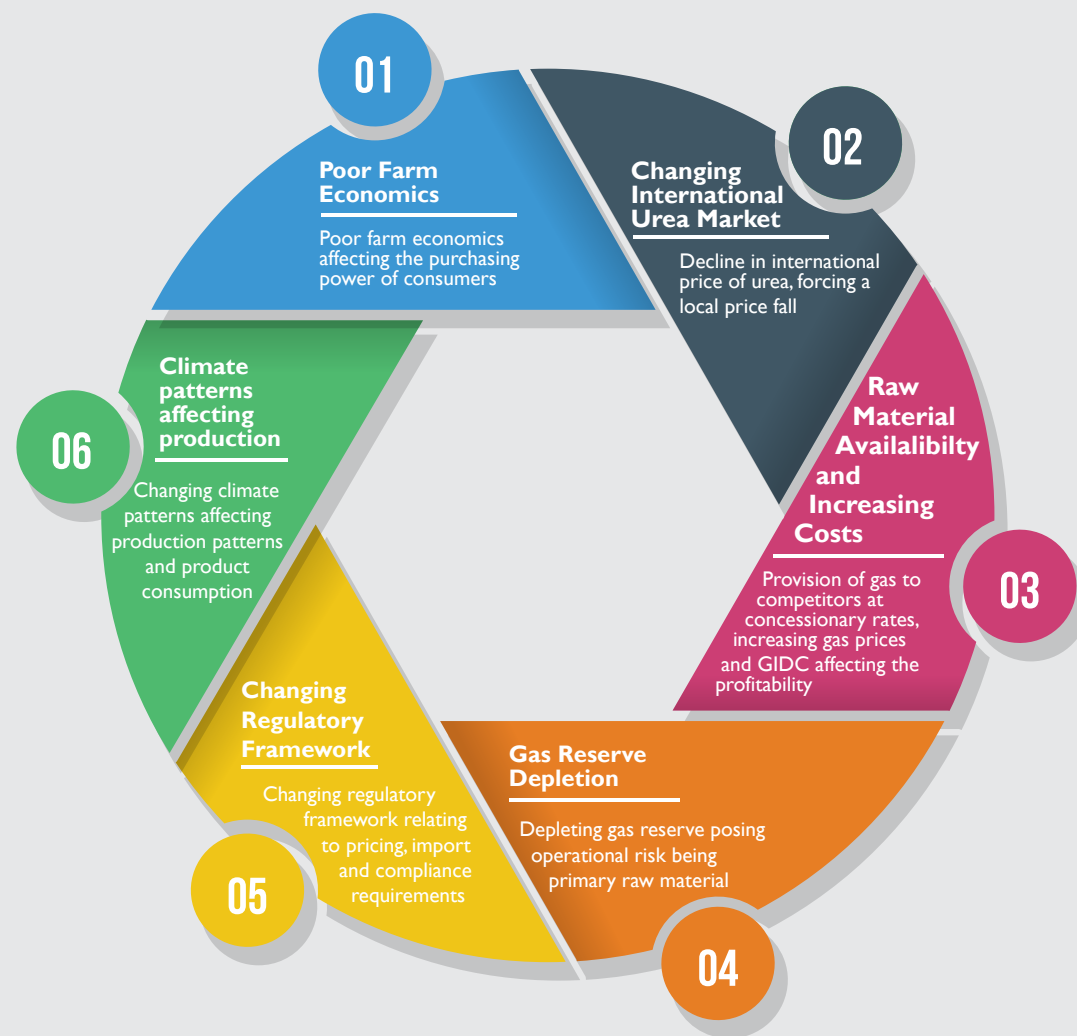 01
Poor Farm
Economics
Poor farm economics
affecting the purchasing
power of consumers
02
Changing
International
Urea Market
Decline in international
price of urea, forcing a
local price fall
Raw
Material
Availalibilty
and
Increasing
Costs
03
Provision of gas to
competitors at
concessionary rates,
increasing gas prices
and GIDC affecting the
profitability
Gas Reserve
Depletion
Depleting gas reserve posing
operational risk being
primary raw material
04
Changing
Regulatory
Framework
Changing regulatory
framework relating
to pricing, import
and compliance
requirements
05
Climate
patterns
affecting
production
06
Changing climate
patterns affecting
production patterns
and product
consumption